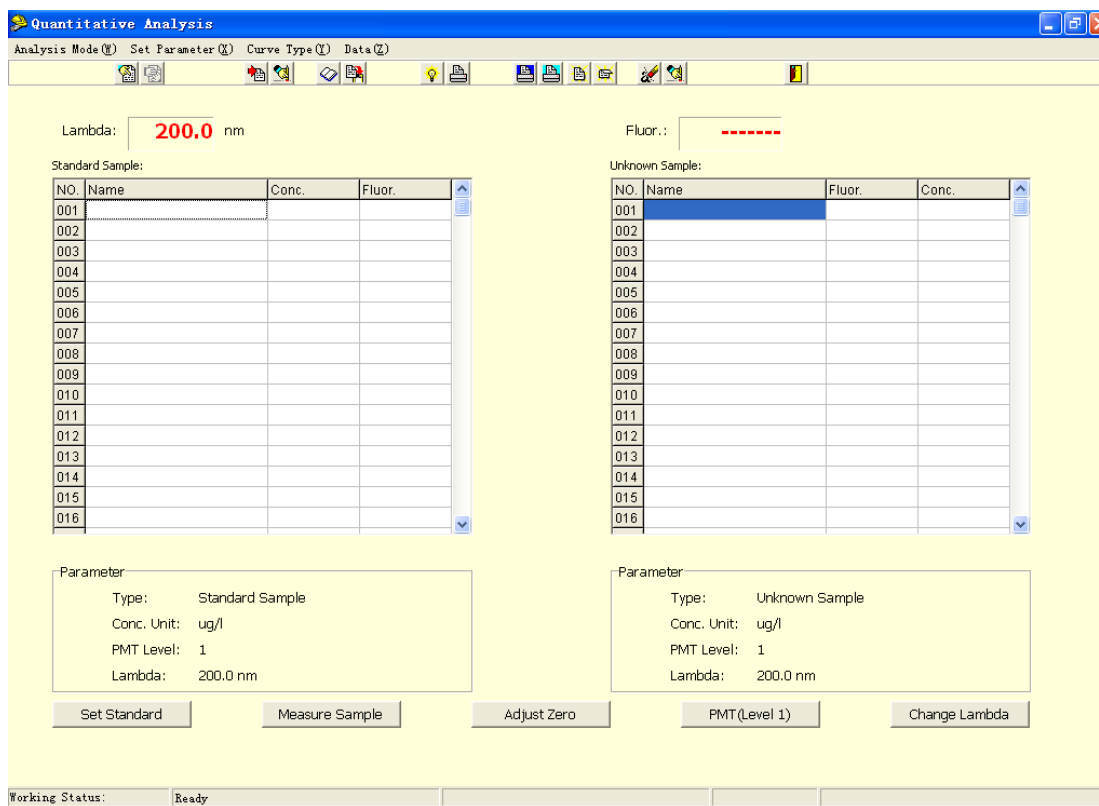 Quantitative Analysis
Analysis Mode(W) Set Parameter(X) Curve Type(Y) Data(Z)
Lambda: 200.0 nm Fluor.: -------
Standard Sample: Unknown Sample:
NO. Name Conc. Fluor. NO. Name Fluor. Conc.
001 001
002 002
003 003
004 004
005 005
006 006
007 007
008 008
009 009
010 010
011 011
012 012
013 013
014 014
015 015
016 016
Parameter Parameter
Type: Standard Sample Type: Unknown Sample
Conc. Unit: ug/l Conc. Unit: ug/l
PMT Level: 1 PMT Level: 1
Lambda: 200.0 nm Lambda: 200.0 nm
Set Standard Measure Sample Adjust Zero PMT(Level 1) Change Lambda
Working Status: Ready